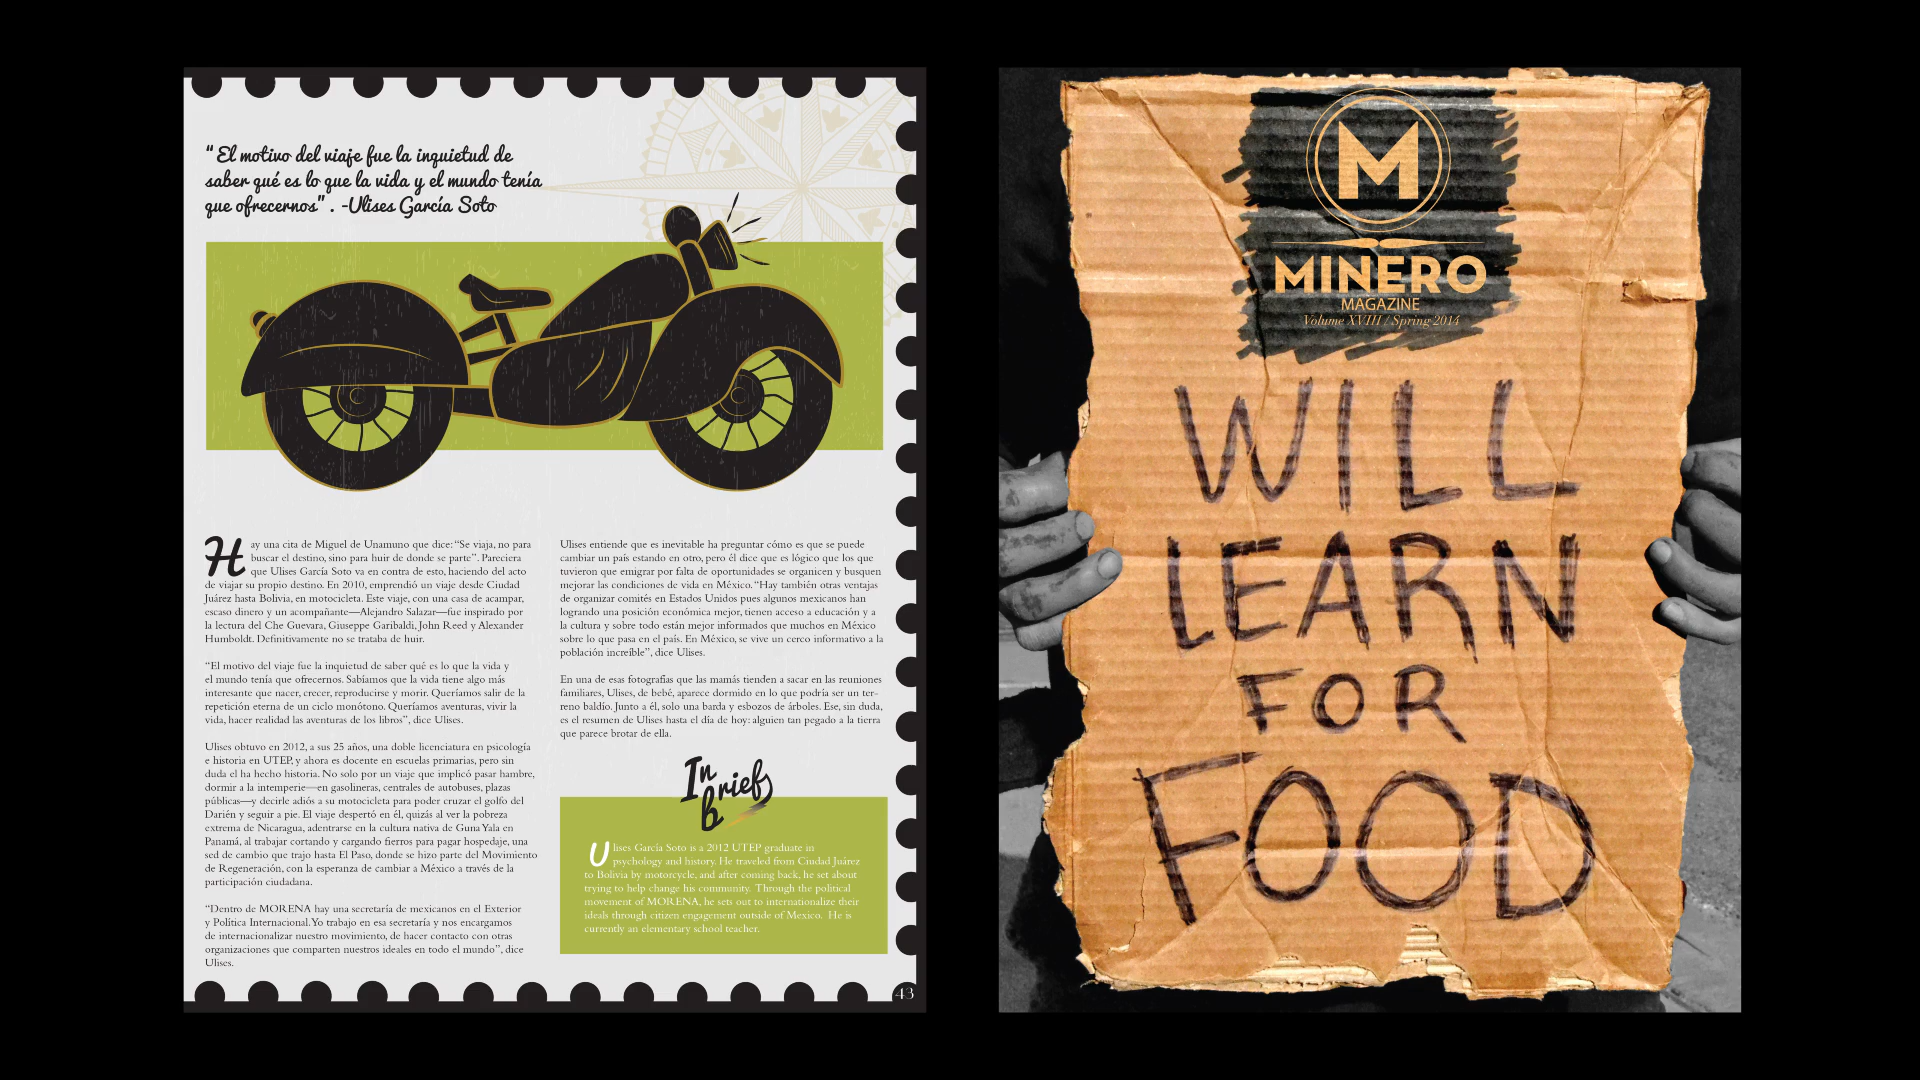 “El motivo del viaje fue la inquietud de
saber qué es lo que la vida y el mundo tenía
que ofrecernos” . -Ulises García Soto
Hay una cita de Miguel de Unamuno que dice: “Se viaja, no para
buscar el destino, sino para huir de donde se parte”. Pareciera
que Ulises García Soto va en contra de esto, haciendo del acto
de viajar su propio destino. En 2010, emprendió un viaje desde Ciudad
Juárez hasta Bolivia, en motocicleta. Este viaje, con una casa de acampar,
escaso dinero y un acompañante—Alejandro Salazar—fue inspirado por
la lectura del Che Guevara, Giuseppe Garibaldi, John Reed y Alexander
Humboldt. Definitivamente no se trataba de huir.
“El motivo del viaje fue la inquietud de saber qué es lo que la vida y
el mundo tenía que ofrecernos. Sabíamos que la vida tiene algo más
interesante que nacer, crecer, reproducirse y morir. Queríamos salir de la
repetición eterna de un ciclo monótono. Queríamos aventuras, vivir la
vida, hacer realidad las aventuras de los libros”, dice Ulises.
Ulises obtuvo en 2012, a sus 25 años, una doble licenciatura en psicología
e historia en UTEP, y ahora es docente en escuelas primarias, pero sin
duda el ha hecho historia. No solo por un viaje que implicó pasar hambre,
dormir a la intemperie—en gasolineras, centrales de autobuses, plazas
públicas—y decirle adiós a su motocicleta para poder cruzar el golfo del
Darién y seguir a pie. El viaje despertó en él, quizás al ver la pobreza
extrema de Nicaragua, adentrarse en la cultura nativa de Guna Yala en
Panamá, al trabajar cortando y cargando fierros para pagar hospedaje, una
sed de cambio que trajo hasta El Paso, donde se hizo parte del Movimiento
de Regeneración, con la esperanza de cambiar a México a través de la
participación ciudadana.
“Dentro de MORENA hay una secretaría de mexicanos en el Exterior
y Política Internacional. Yo trabajo en esa secretaría y nos encargamos
de internacionalizar nuestro movimiento, de hacer contacto con otras
organizaciones que comparten nuestros ideales en todo el mundo”, dice
Ulises.
Ulises entiende que es inevitable ha preguntar cómo es que se puede
cambiar un país estando en otro, pero él dice que es lógico que los que
tuvieron que emigrar por falta de oportunidades se organicen y busquen
mejorar las condiciones de vida en México. “Hay también otras ventajas
de organizar comités en Estados Unidos pues algunos mexicanos han
logrando una posición económica mejor, tienen acceso a educación y a
la cultura y sobre todo están mejor informados que muchos en México
sobre lo que pasa en el país. En México, se vive un cerco informativo a la
población increíble”, dice Ulises.
En una de esas fotografías que las mamás tienden a sacar en las reuniones
familiares, Ulises, de bebé, aparece dormido en lo que podría ser un ter-
reno baldío. Junto a él, solo una barda y esbozos de árboles. Ese, sin duda,
es el resumen de Ulises hasta el día de hoy: alguien tan pegado a la tierra
que parece brotar de ella.
In
brief
Ulises García Soto is a 2012 UTEP graduate in
psychology and history. He traveled from Ciudad Juárez
to Bolivia by motorcycle, and after coming back, he set about
trying to help change his community. Through the political
movement of MORENA, he sets out to internationalize their
ideals through citizen engagement outside of Mexico. He is
currently an elementary school teacher.
43
M
MINERO
MAGAZINE
Volume XVIII / Spring 2014
WILL
LEARN
FOR
FOOD